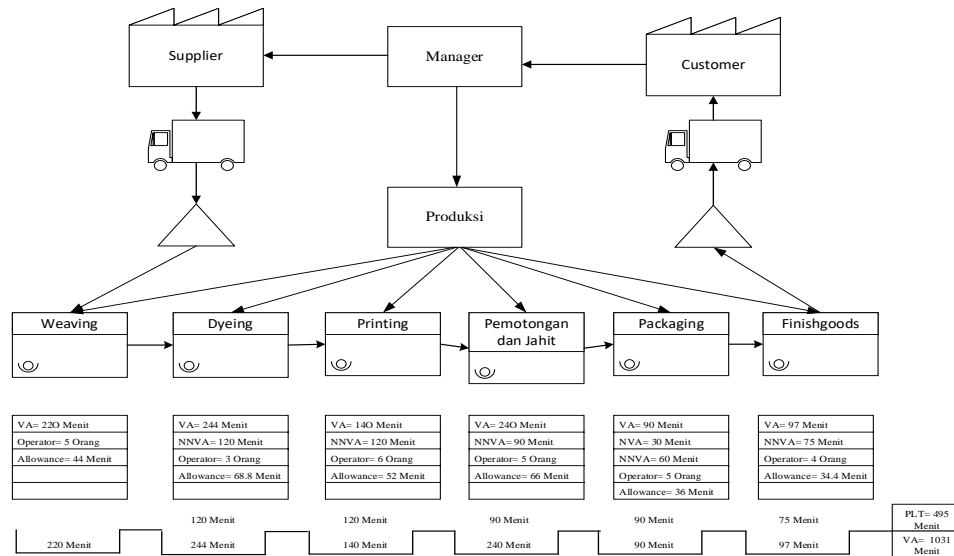 Supplier
Manager
Customer
Produksi
Weaving
Dyeing
Printing
Pemotongan
dan Jahit
Packaging
Finishgoods
VA= 22O Menit
Operator= 5 Orang
Allowance= 44 Menit
VA= 244 Menit
NNVA= 120 Menit
Operator= 3 Orang
Allowance= 68.8 Menit
VA= 14O Menit
NNVA= 120 Menit
Operator= 6 Orang
Allowance= 52 Menit
VA= 24O Menit
NNVA= 90 Menit
Operator= 5 Orang
Allowance= 66 Menit
VA= 90 Menit
NVA= 30 Menit
NNVA= 60 Menit
Operator= 5 Orang
Allowance= 36 Menit
VA= 97 Menit
NNVA= 75 Menit
Operator= 4 Orang
Allowance= 34.4 Menit
120 Menit
120 Menit
90 Menit
90 Menit
75 Menit
PLT= 495
Menit
220 Menit
244 Menit
140 Menit
240 Menit
90 Menit
97 Menit
VA= 1031
Menit